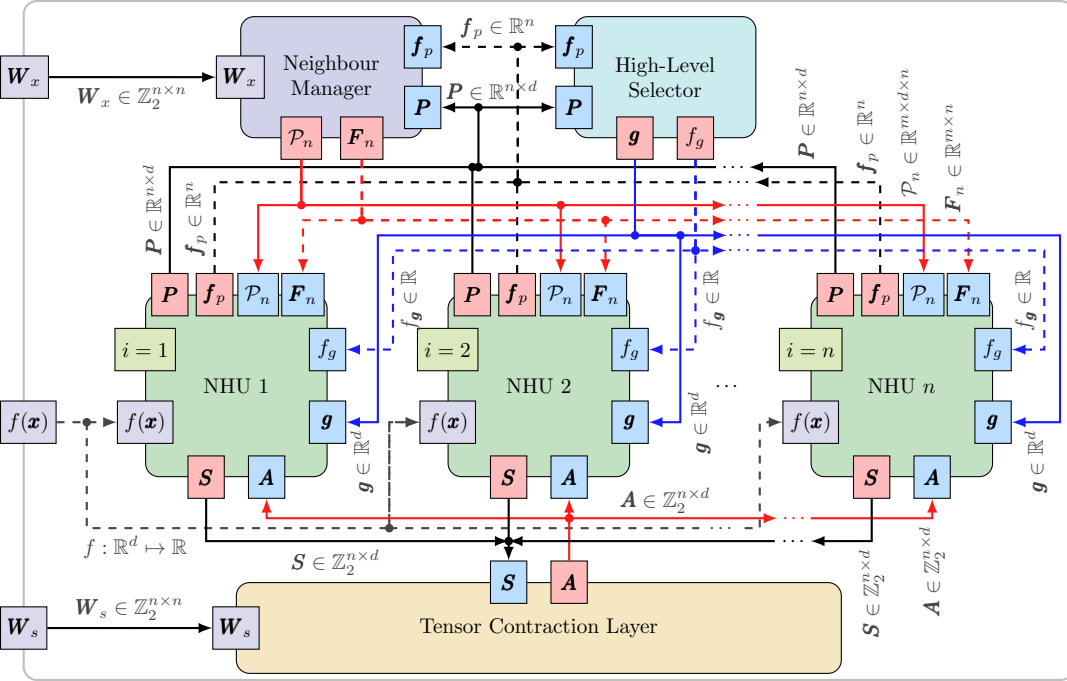 f_p ∈ ℝ^n
f_p
f_p
W_x
W_x
Neighbour
Manager
High-Level
Selector
W_x ∈ ℤ_2^{n×n}
P
P ∈ ℝ^{n×d}
P
𝒫_n
F_n
g
f_g
P ∈ ℝ^{n×d}
f_p ∈ ℝ^n
P ∈ ℝ^{n×d}
f_p ∈ ℝ^n
𝒫_n ∈ ℝ^{m×d×n}
F_n ∈ ℝ^{m×n}
···
···
···
···
···
···
P
f_p
𝒫_n
F_n
P
f_p
𝒫_n
F_n
P
f_p
𝒫_n
F_n
f_g ∈ ℝ
f_g ∈ ℝ
f_g ∈ ℝ
i = 1
f_g
i = 2
f_g
i = n
f_g
NHU 1
NHU 2
···
NHU n
f(x)
f(x)
g
f(x)
g
f(x)
g
g ∈ ℝ^d
g ∈ ℝ^d
g ∈ ℝ^d
S
A
S
A
S
A
A ∈ ℤ_2^{n×d}
···
···
f : ℝ^d ↦ ℝ
S ∈ ℤ_2^{n×d}
···
S ∈ ℤ_2^{n×d}
A ∈ ℤ_2^{n×d}
S
A
W_s
W_s ∈ ℤ_2^{n×n}
W_s
Tensor Contraction Layer